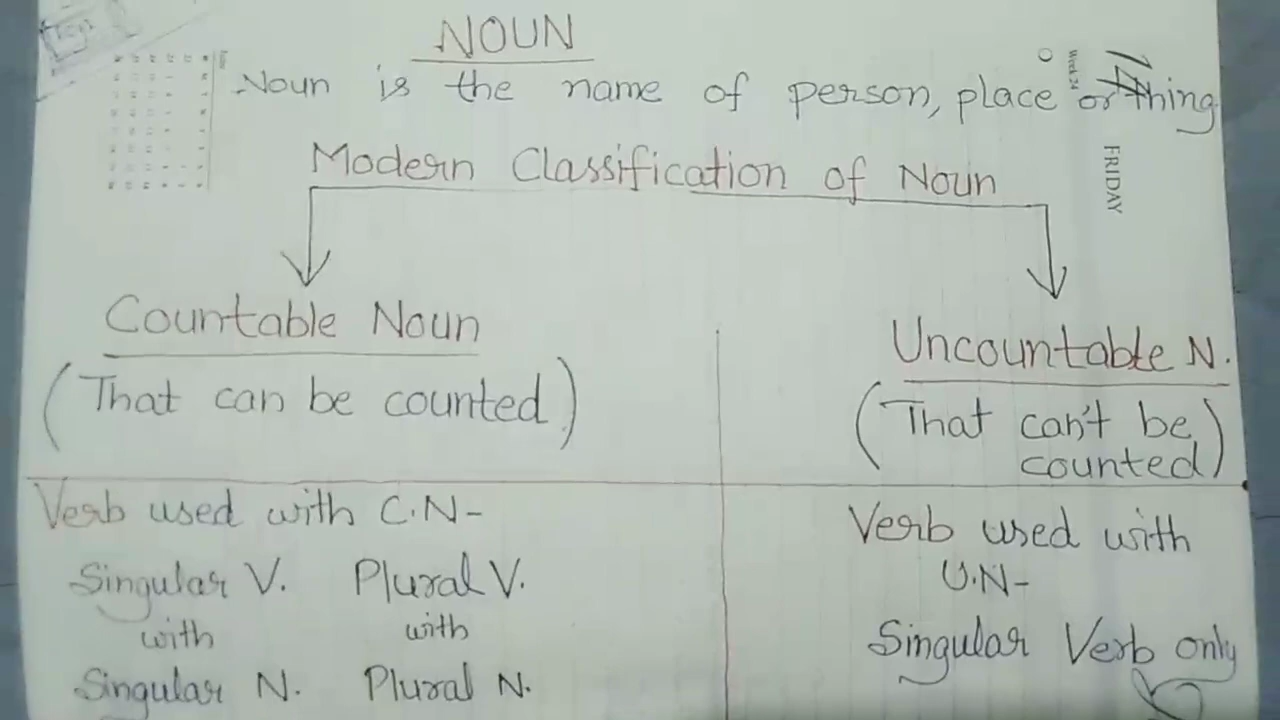 NOUN
Noun is the name of person, place or thing
Week 24
FRIDAY
Modern Classification of Noun
Countable Noun
(That can be counted)
Uncountable N.
(That can't be
counted)
Verb used with C.N-
Singular V. Plural V.
with with
Singular N. Plural N.
Verb used with
U.N-
Singular Verb only